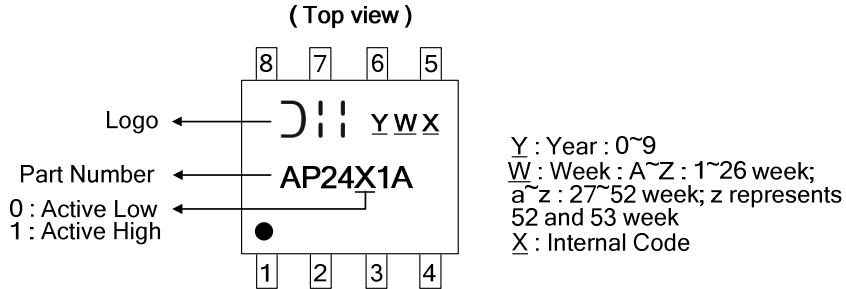 ( Top view )
8 7 6 5
Logo
Y W X
Part Number
AP24X1A
0 : Active Low
1 : Active High
1 2 3 4
Y : Year : 0~9
W : Week : A~Z : 1~26 week;
a~z : 27~52 week; z represents
52 and 53 week
X : Internal Code